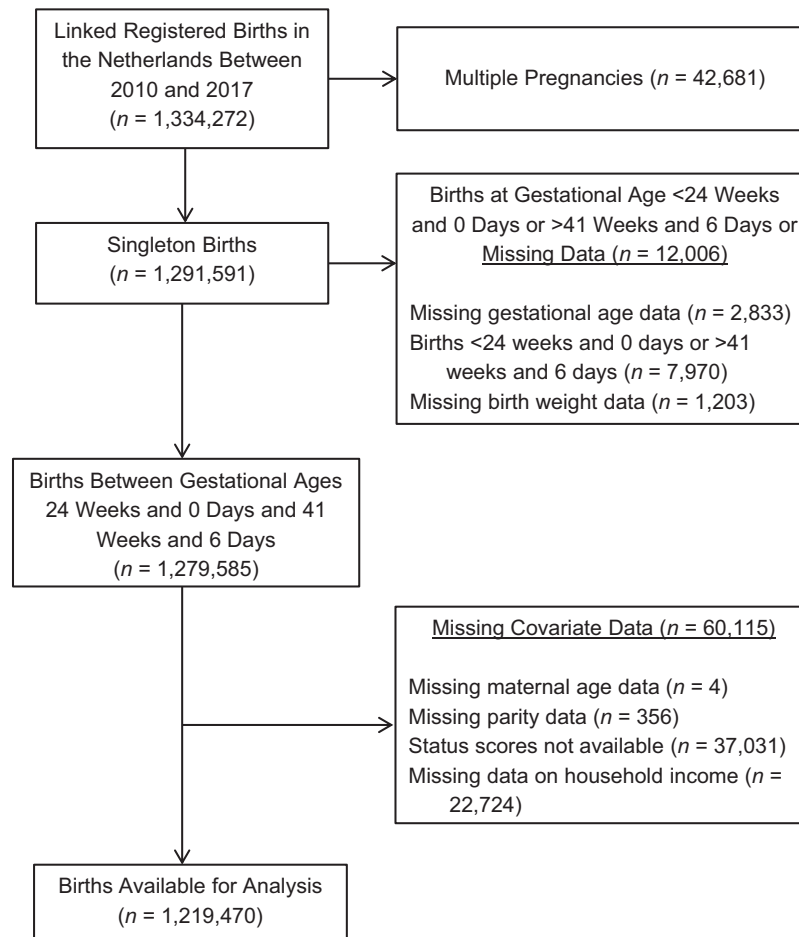 Linked Registered Births in
the Netherlands Between
2010 and 2017
(n = 1,334,272)
Multiple Pregnancies (n = 42,681)
Singleton Births
(n = 1,291,591)
Births at Gestational Age <24 Weeks
and 0 Days or >41 Weeks and 6 Days or
Missing Data (n = 12,006)
Missing gestational age data (n = 2,833)
Births <24 weeks and 0 days or >41
weeks and 6 days (n = 7,970)
Missing birth weight data (n = 1,203)
Births Between Gestational Ages
24 Weeks and 0 Days and 41
Weeks and 6 Days
(n = 1,279,585)
Missing Covariate Data (n = 60,115)
Missing maternal age data (n = 4)
Missing parity data (n = 356)
Status scores not available (n = 37,031)
Missing data on household income (n =
22,724)
Births Available for Analysis
(n = 1,219,470)